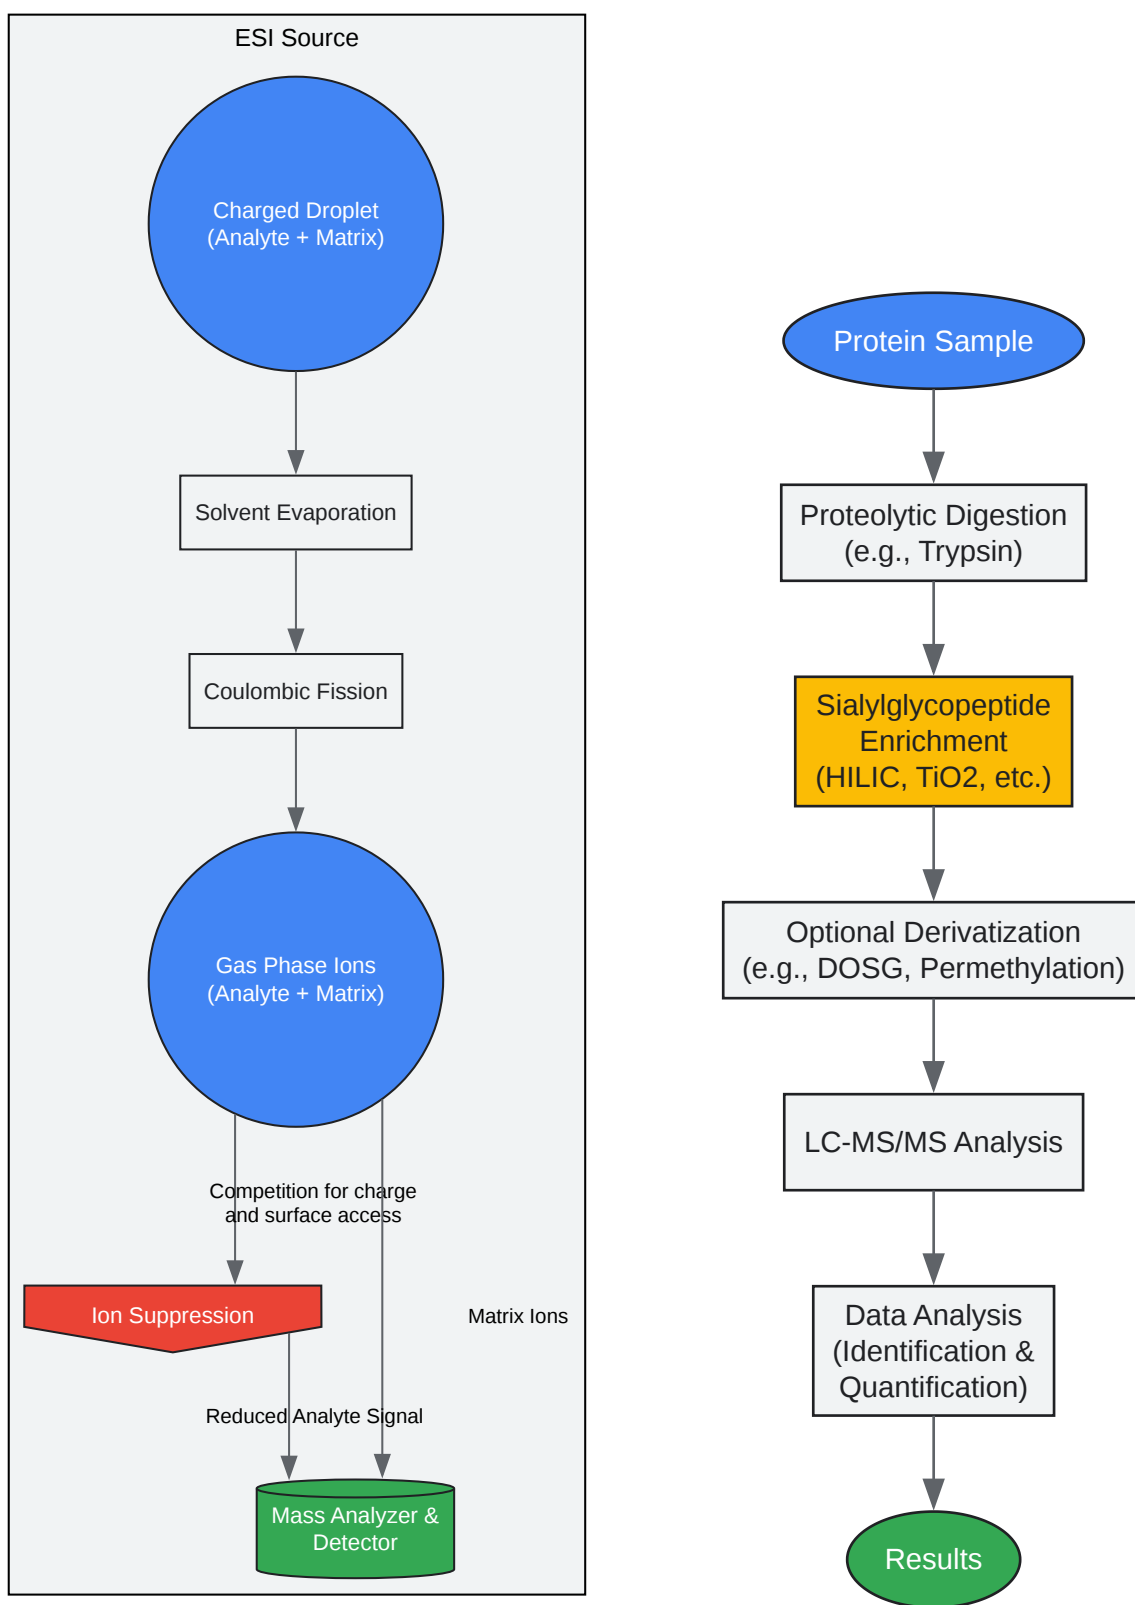 ESI Source
Charged Droplet
(Analyte + Matrix)
Solvent Evaporation
Coulombic Fission
Gas Phase Ions
(Analyte + Matrix)
Competition for charge
and surface access
Ion Suppression
Matrix Ions
Reduced Analyte Signal
Mass Analyzer &
Detector
Protein Sample
Proteolytic Digestion
(e.g., Trypsin)
Sialylglycopeptide
Enrichment
(HILIC, TiO2, etc.)
Optional Derivatization
(e.g., DOSG, Permethylation)
LC-MS/MS Analysis
Data Analysis
(Identification &
Quantification)
Results